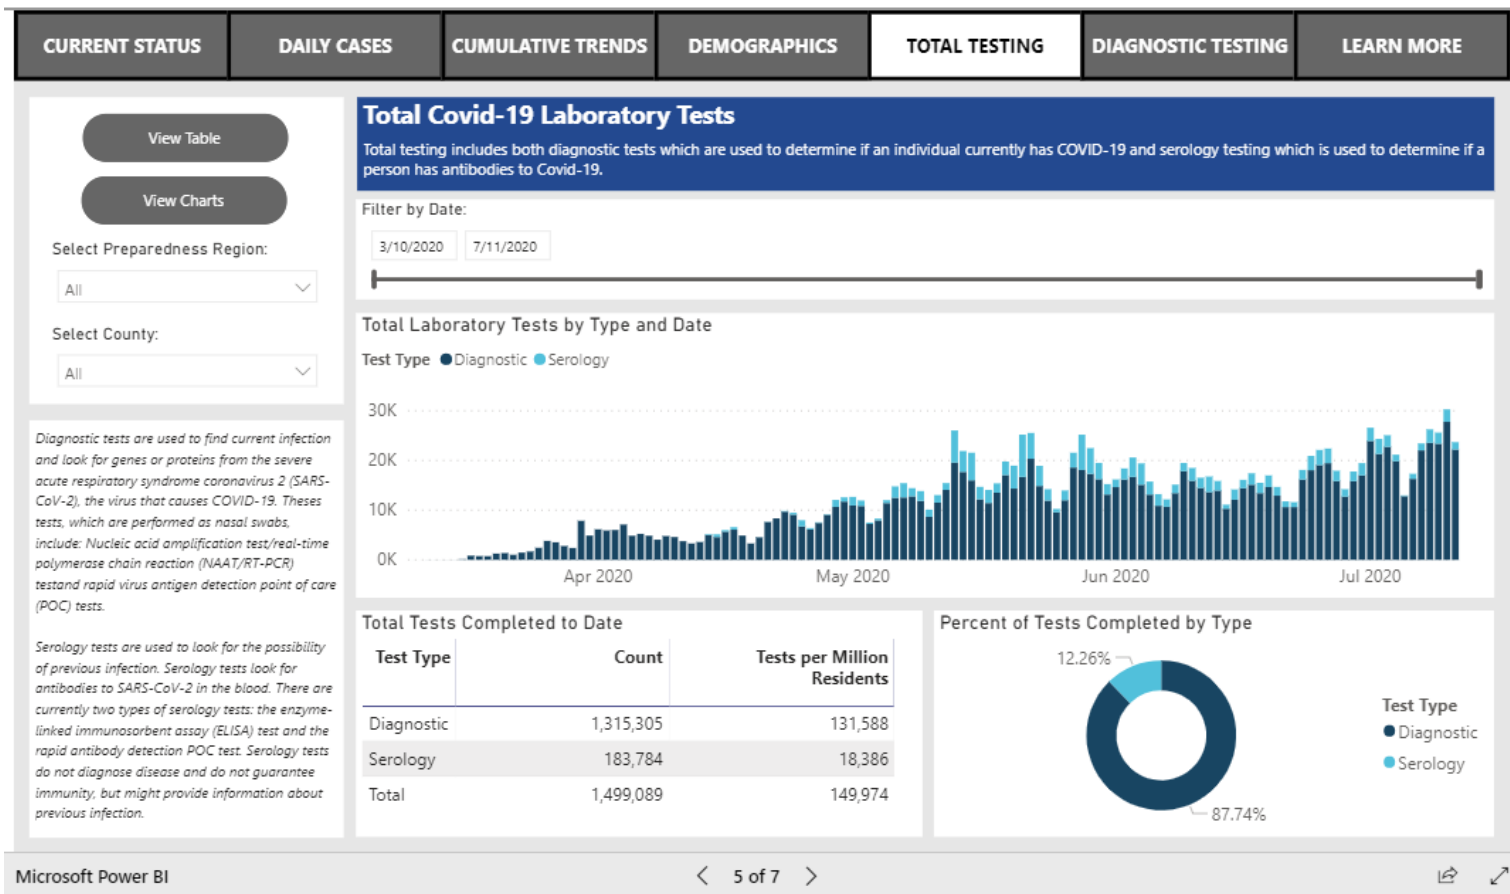 CURRENT STATUS
DAILY CASES
CUMULATIVE TRENDS
DEMOGRAPHICS
TOTAL TESTING
DIAGNOSTIC TESTING
LEARN MORE
View Table
View Charts
Select Preparedness Region:
All
Select County:
All
Diagnostic tests are used to find current infection
and look for genes or proteins from the severe
acute respiratory syndrome coronavirus 2 (SARS-
CoV-2), the virus that causes COVID-19. Theses
tests, which are performed as nasal swabs,
include: Nucleic acid amplification test/real-time
polymerase chain reaction (NAAT/RT-PCR)
testand rapid virus antigen detection point of care
(POC) tests.
Serology tests are used to look for the possibility
of previous infection. Serology tests look for
antibodies to SARS-CoV-2 in the blood. There are
currently two types of serology tests: the enzyme-
linked immunosorbent assay (ELISA) test and the
rapid antibody detection POC test. Serology tests
do not diagnose disease and do not guarantee
immunity, but might provide information about
previous infection.
Total Covid-19 Laboratory Tests
Total testing includes both diagnostic tests which are used to determine if an individual currently has COVID-19 and serology testing which is used to determine if a
person has antibodies to Covid-19.
Filter by Date:
3/10/2020 7/11/2020
Total Laboratory Tests by Type and Date
Test Type Diagnostic Serology
30K
20K
10K
0K
Apr 2020 May 2020 Jun 2020 Jul 2020
Total Tests Completed to Date
Test Type Count Tests per Million
Residents
Diagnostic 1,315,305 131,588
Serology 183,784 18,386
Total 1,499,089 149,974
Percent of Tests Completed by Type
12.26%
87.74%
Test Type
Diagnostic
Serology
Microsoft Power BI
5 of 7